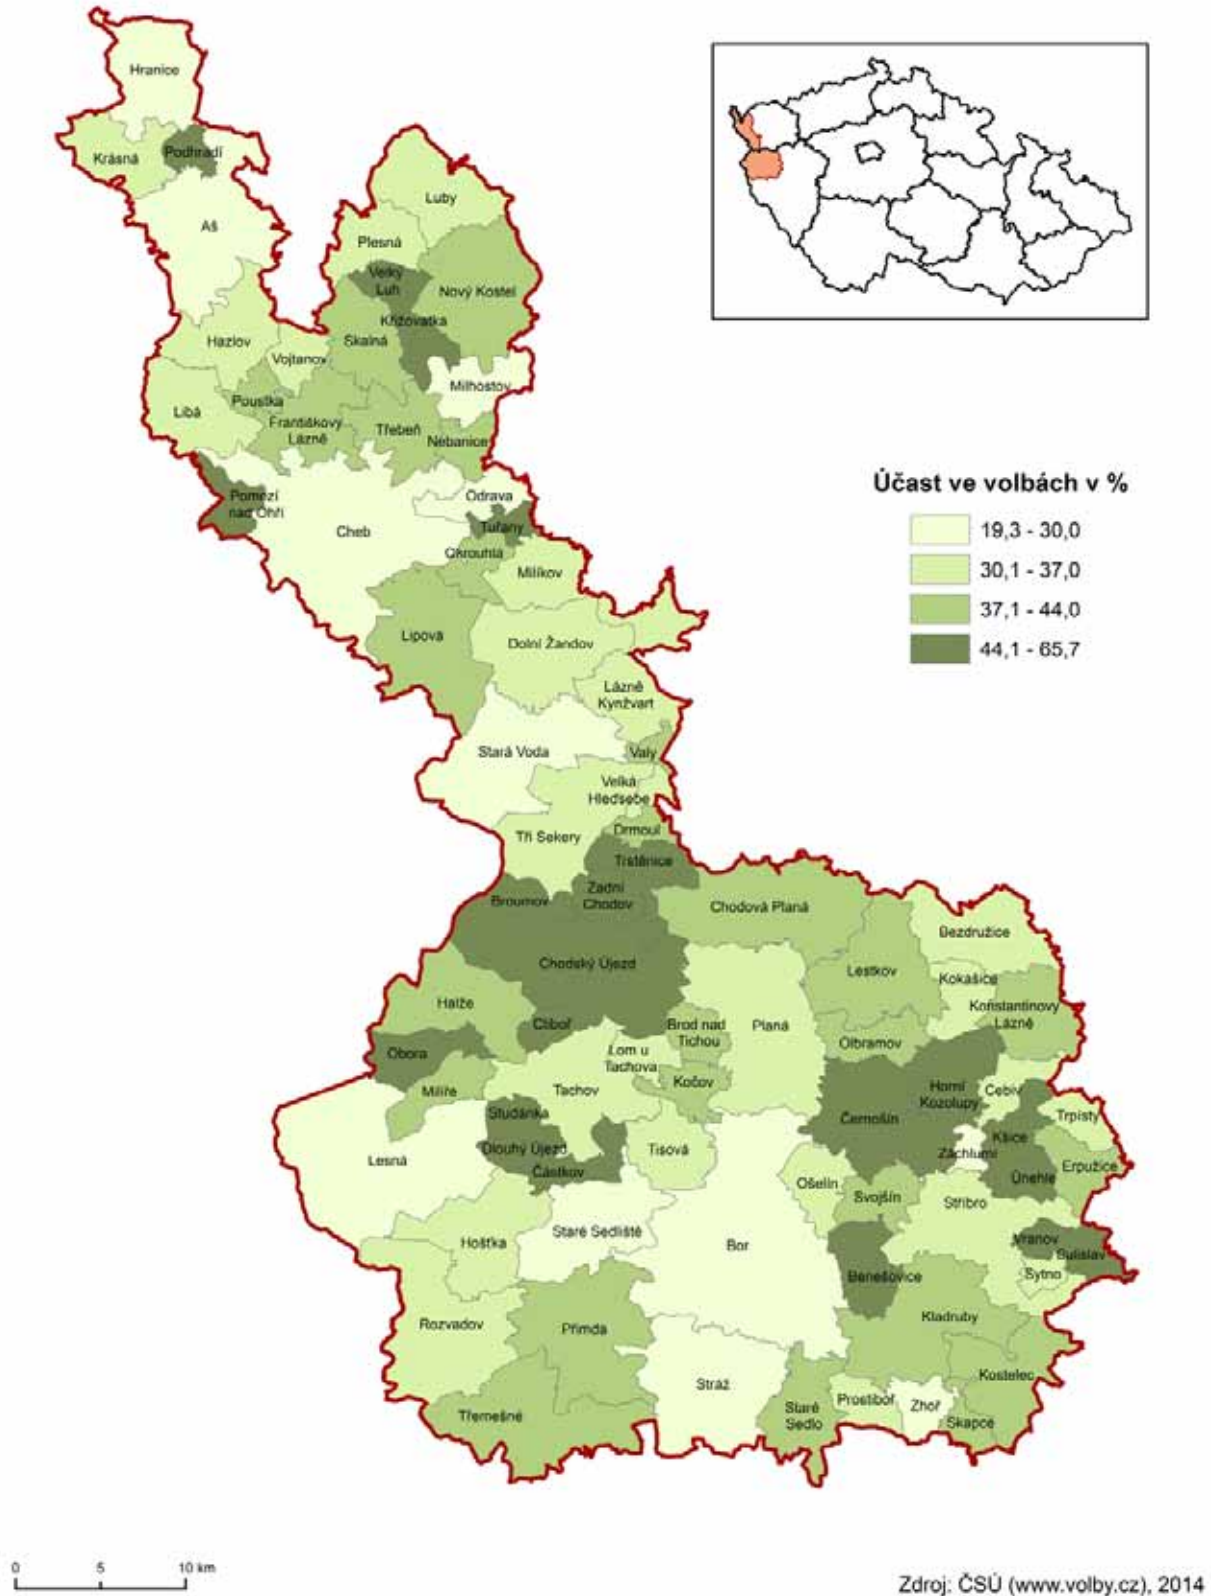 Hranice
Krásná
Podhradí
Aš
Luby
Plesná
Velký
Luh
Nový Kostel
Křižovatka
Skalná
Hazlov
Vojtanov
Milhostov
Libá
Poustka
Františkovy
Lázně
Třebeň
Nebanice
Pomezí
nad Ohří
Odrava
Cheb
Tuřany
Okrouhlá
Milíkov
Lipová
Dolní Žandov
Lázně
Kynžvart
Stará Voda
Valy
Velká
Hleďsebe
Tři Sekery
Drmoul
Trstěnice
Zadní
Chodov
Broumov
Chodová Planá
Bezdružice
Chodský Újezd
Lestkov
Kokašice
Halže
Konstantinovy
Lázně
Ctiboř
Brod nad
Tichou
Planá
Olbramov
Obora
Lom u
Tachova
Milíře
Tachov
Kočov
Horní
Kozolupy
Cebiv
Studánka
Černošín
Trpísty
Kšice
Dlouhý Újezd
Tisová
Záchlumí
Lesná
Částkov
Erpužice
Únehle
Ošelín
Svojšín
Stříbro
Staré Sedliště
Hošťka
Bor
Vranov
Sulislav
Sytno
Benešovice
Rozvadov
Přimda
Kladruby
Stráž
Kostelec
Prostiboř
Zhoř
Staré
Sedlo
Třemešné
Skapce
Účast ve volbách v %
19,3 - 30,0
30,1 - 37,0
37,1 - 44,0
44,1 - 65,7
0 5 10 km
Zdroj: ČSÚ (www.volby.cz), 2014